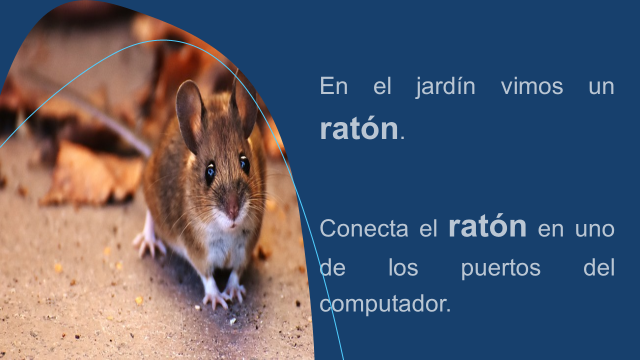 En el jardín vimos un
ratón.
Conecta el ratón en uno
de los puertos del
computador.